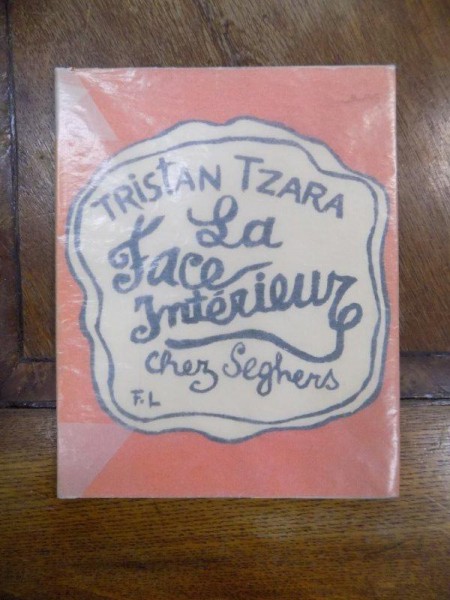 TRISTAN TZARA
La
Face
Intérieure
chez Seghers
F.L